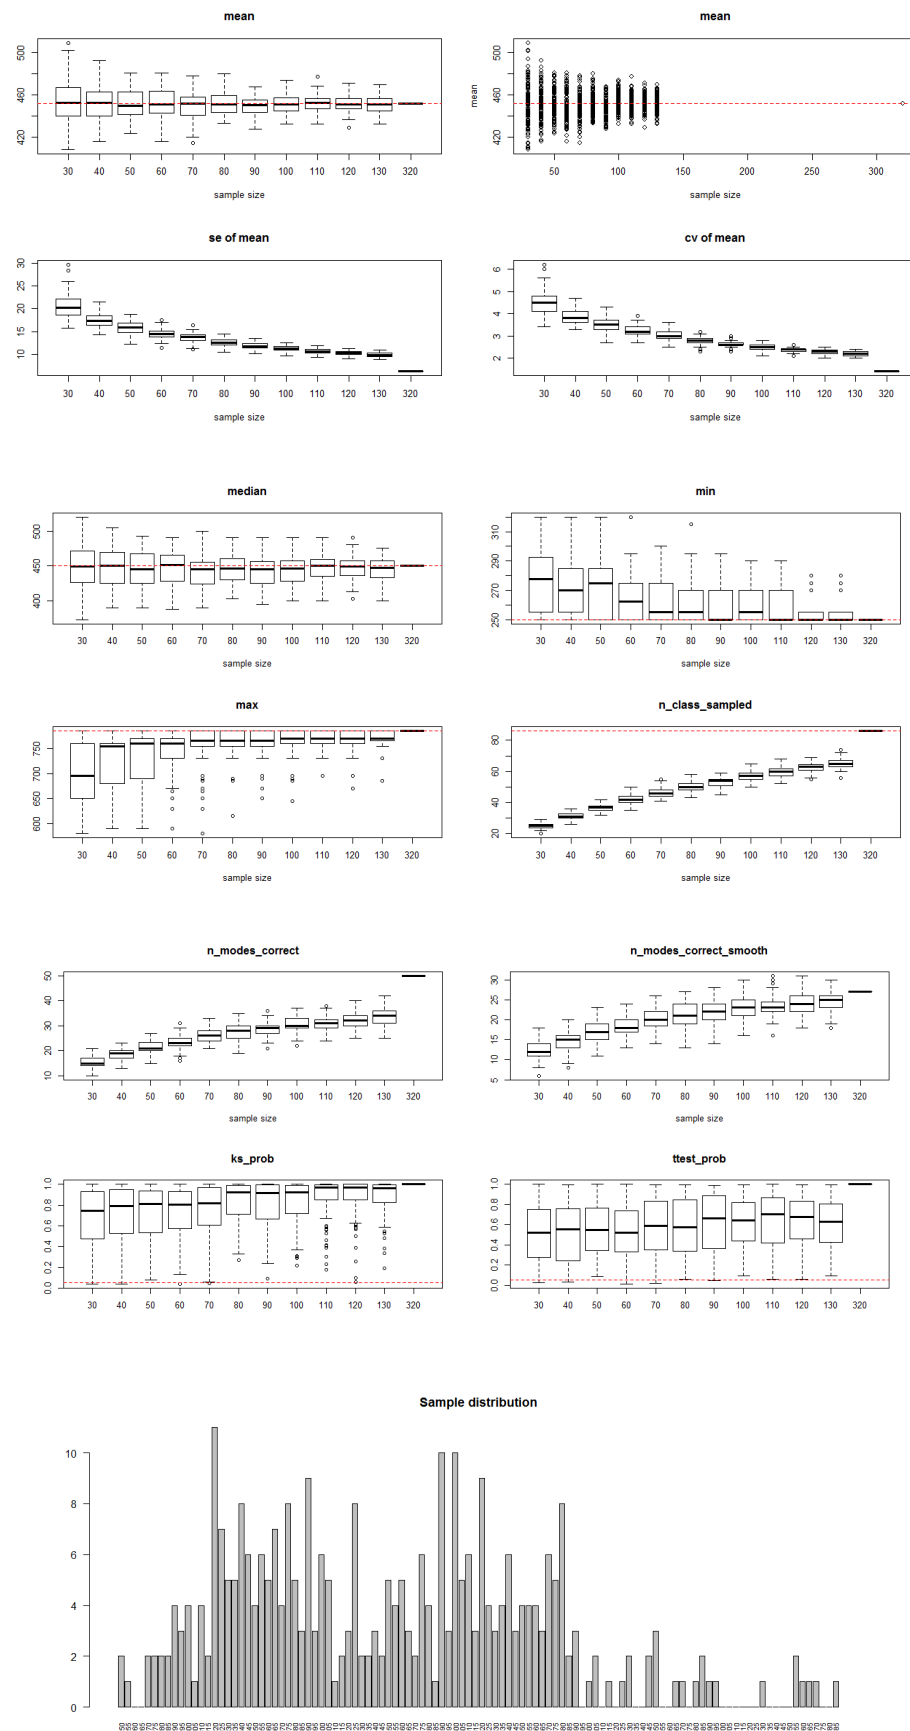 mean
mean
500
460
420
30 40 50 60 70 80 90 100 110 120 130 320
sample size
mean
500
460
420
50 100 150 200 250 300
sample size
se of mean
cv of mean
30
25
20
15
10
30 40 50 60 70 80 90 100 110 120 130 320
sample size
6
5
4
3
2
30 40 50 60 70 80 90 100 110 120 130 320
sample size
median
min
500
450
400
30 40 50 60 70 80 90 100 110 120 130 320
sample size
310
290
270
250
30 40 50 60 70 80 90 100 110 120 130 320
sample size
max
n_class_sampled
750
700
650
600
30 40 50 60 70 80 90 100 110 120 130 320
sample size
80
60
40
20
30 40 50 60 70 80 90 100 110 120 130 320
sample size
n_modes_correct
n_modes_correct_smooth
50
40
30
20
10
30 40 50 60 70 80 90 100 110 120 130 320
sample size
30
25
20
15
10
5
30 40 50 60 70 80 90 100 110 120 130 320
sample size
ks_prob
ttest_prob
1.0
0.8
0.6
0.4
0.2
0.0
30 40 50 60 70 80 90 100 110 120 130 320
1.0
0.8
0.6
0.4
0.2
0.0
30 40 50 60 70 80 90 100 110 120 130 320
Sample distribution
10
8
6
4
2
0